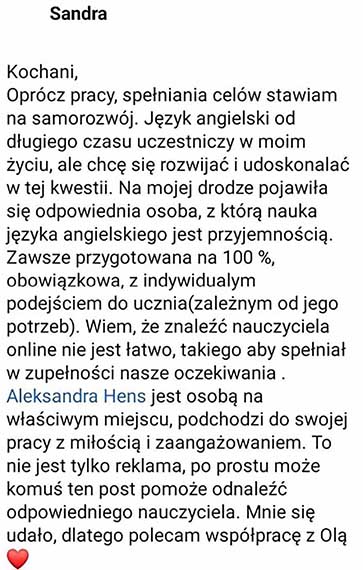 Sandra
Kochani,
Oprócz pracy, spełniania celów stawiam
na samorozwój. Język angielski od
długiego czasu uczestniczy w moim
życiu, ale chcę się rozwijać i udoskonalać
w tej kwestii. Na mojej drodze pojawiła
się odpowiednia osoba, z którą nauka
języka angielskiego jest przyjemnością.
Zawsze przygotowana na 100 %,
obowiązkowa, z indywidualym
podejściem do ucznia(zależnym od jego
potrzeb). Wiem, że znaleźć nauczyciela
online nie jest łatwo, takiego aby spełniał
w zupełności nasze oczekiwania .
Aleksandra Hens jest osobą na
właściwym miejscu, podchodzi do swojej
pracy z miłością i zaangażowaniem. To
nie jest tylko reklama, po prostu może
komuś ten post pomoże odnaleźć
odpowiedniego nauczyciela. Mnie się
udało, dlatego polecam współpracę z Olą
❤️